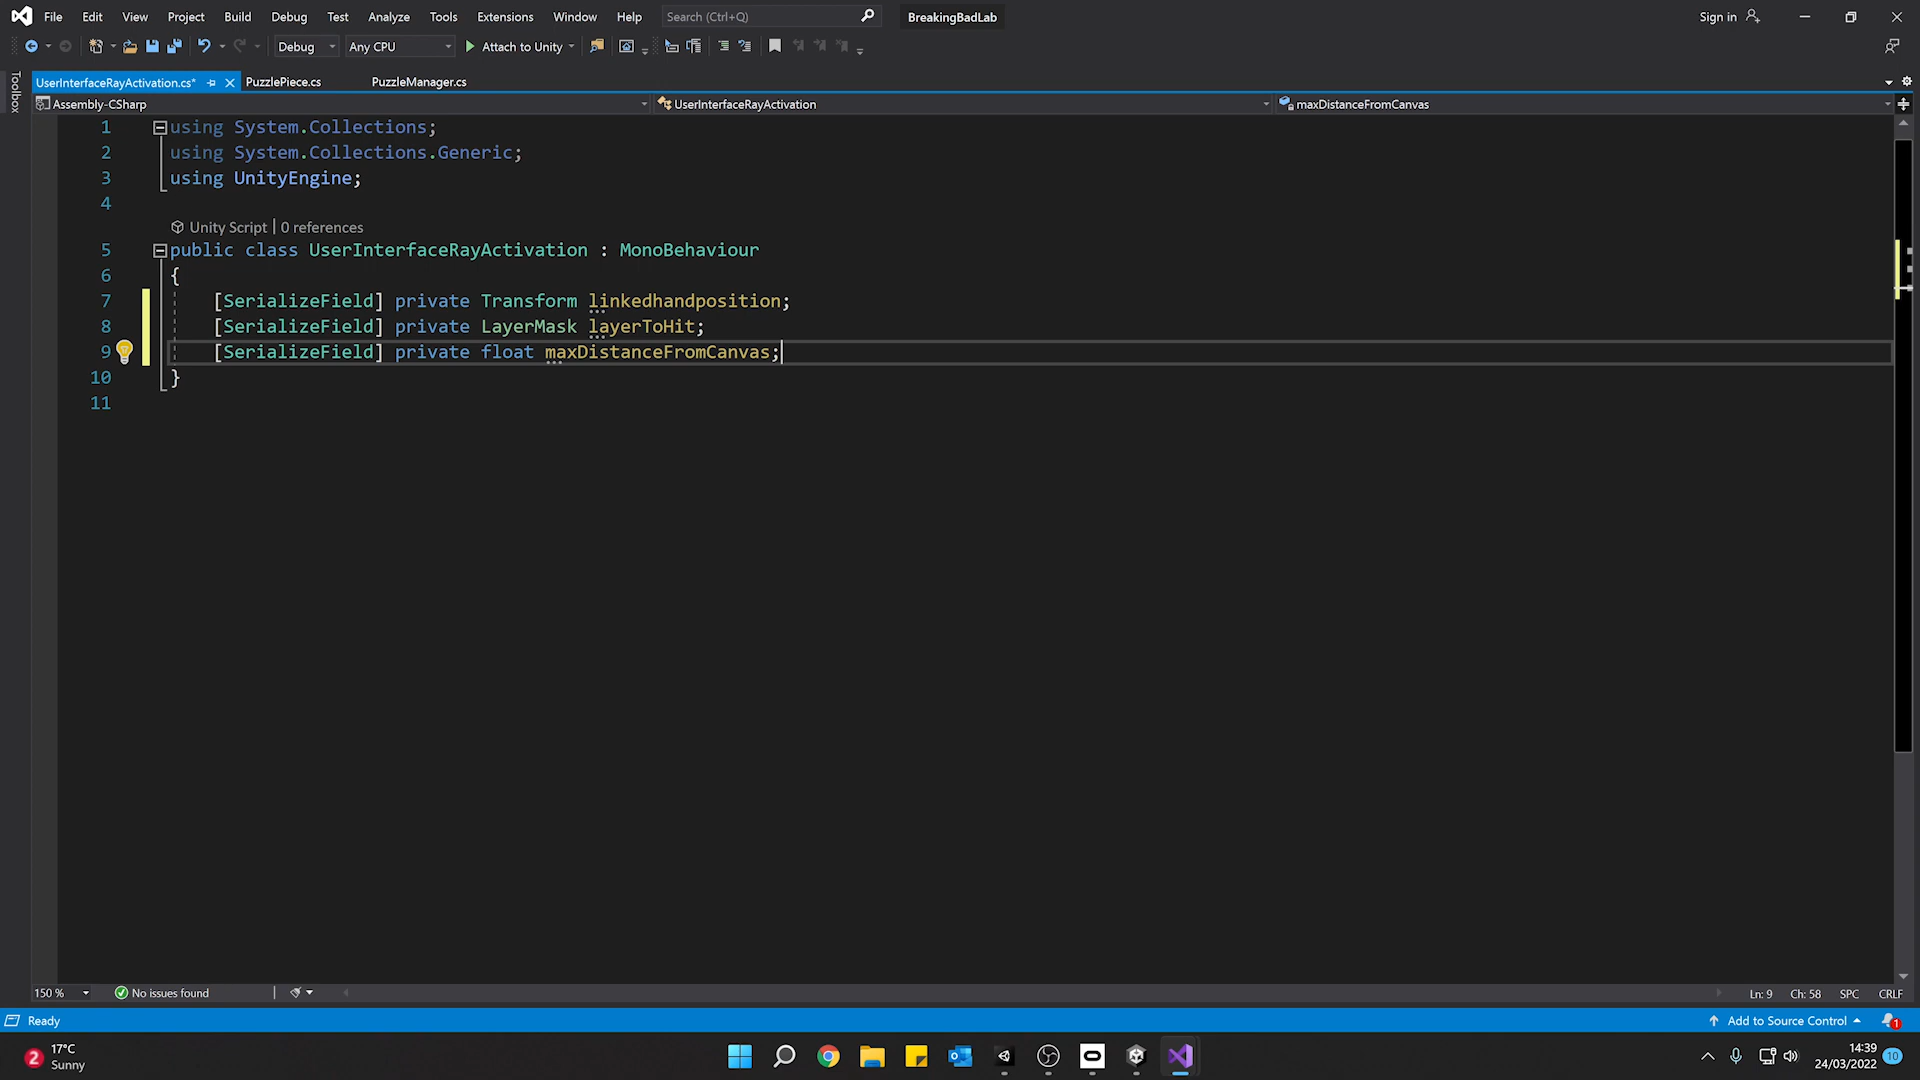 File Edit View Project Build Debug Test Analyze Tools Extensions Window Help Search (Ctrl+Q) BreakingBadLab Sign in
Debug Any CPU Attach to Unity
Toolbox
UserInterfaceRayActivation.cs* PuzzlePiece.cs PuzzleManager.cs
Assembly-CSharp UserInterfaceRayActivation maxDistanceFromCanvas
1 using System.Collections;
2 using System.Collections.Generic;
3 using UnityEngine;
4
Unity Script | 0 references
5 public class UserInterfaceRayActivation : MonoBehaviour
6 {
7 [SerializeField] private Transform linkedhandposition;
8 [SerializeField] private LayerMask layerToHit;
9 [SerializeField] private float maxDistanceFromCanvas;
10 }
11
150 % No issues found Ln: 9 Ch: 58 SPC CRLF
Ready Add to Source Control 1
2 17°C
Sunny
14:39
24/03/2022 10